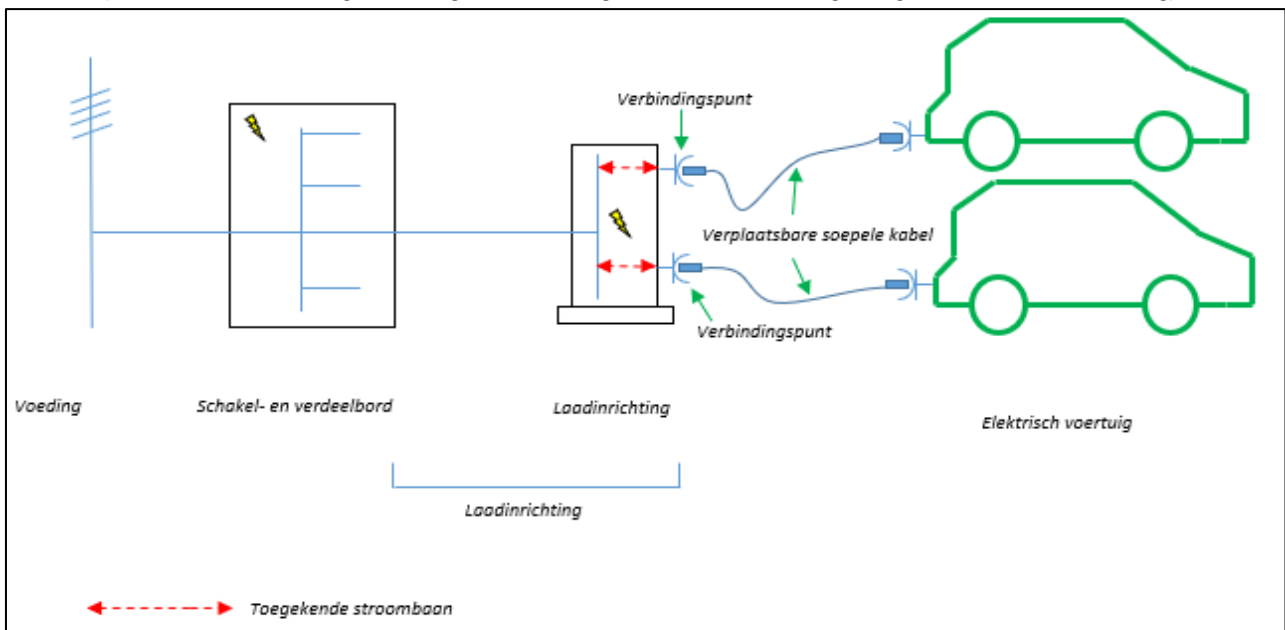 Verbindingspunt
Verplaatsbare soepele kabel
Verbindingspunt
Voeding
Schakel- en verdeelbord
Laadinrichting
Elektrisch voertuig
Laadinrichting
Toegekende stroombaan